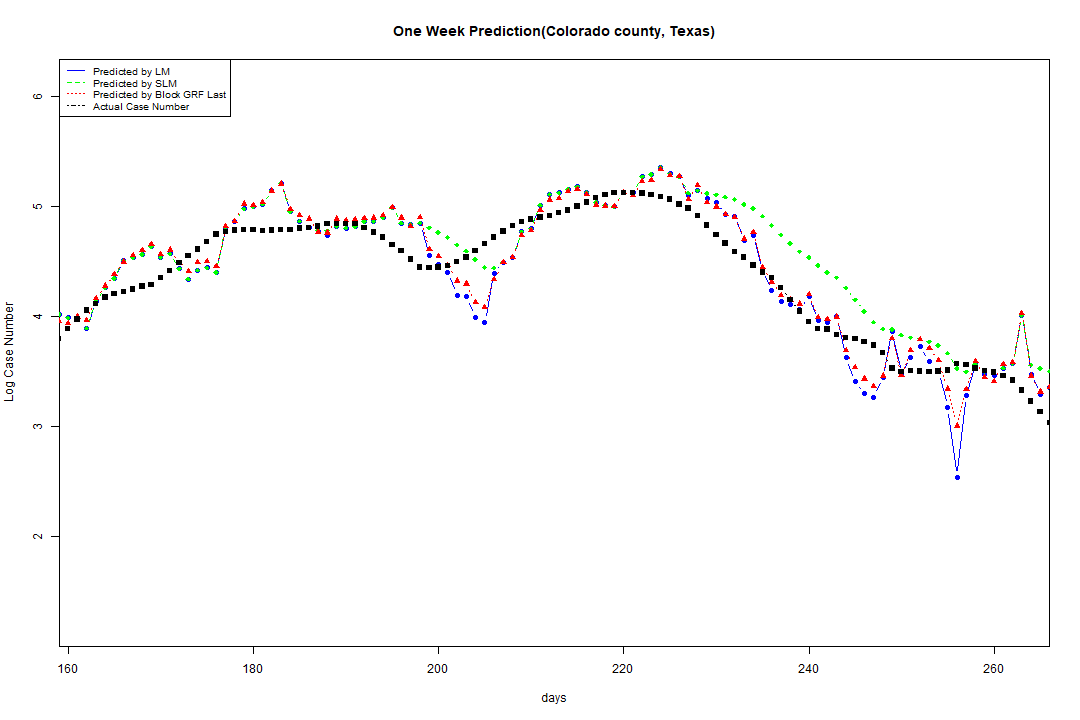 One Week Prediction(Colorado county, Texas)
Predicted by LM
Predicted by SLM
Predicted by Block GRF Last
Actual Case Number
6
5
4
3
2
Log Case Number
160 180 200 220 240 260
days